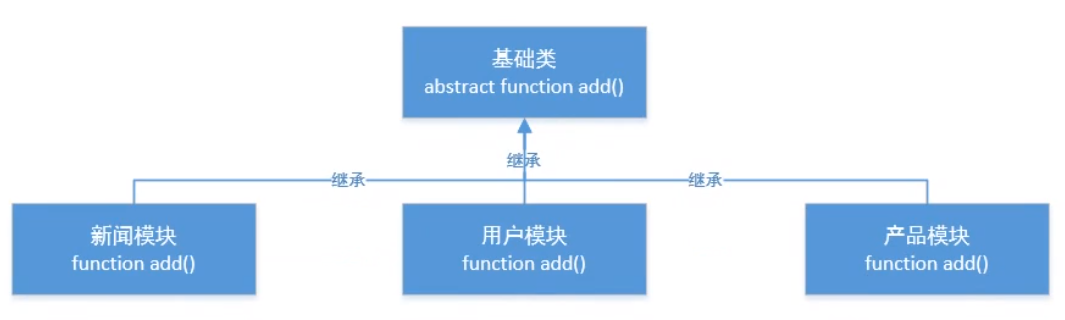 基础类
abstract function add()
继承
继承
继承
新闻模块
function add()
用户模块
function add()
产品模块
function add()